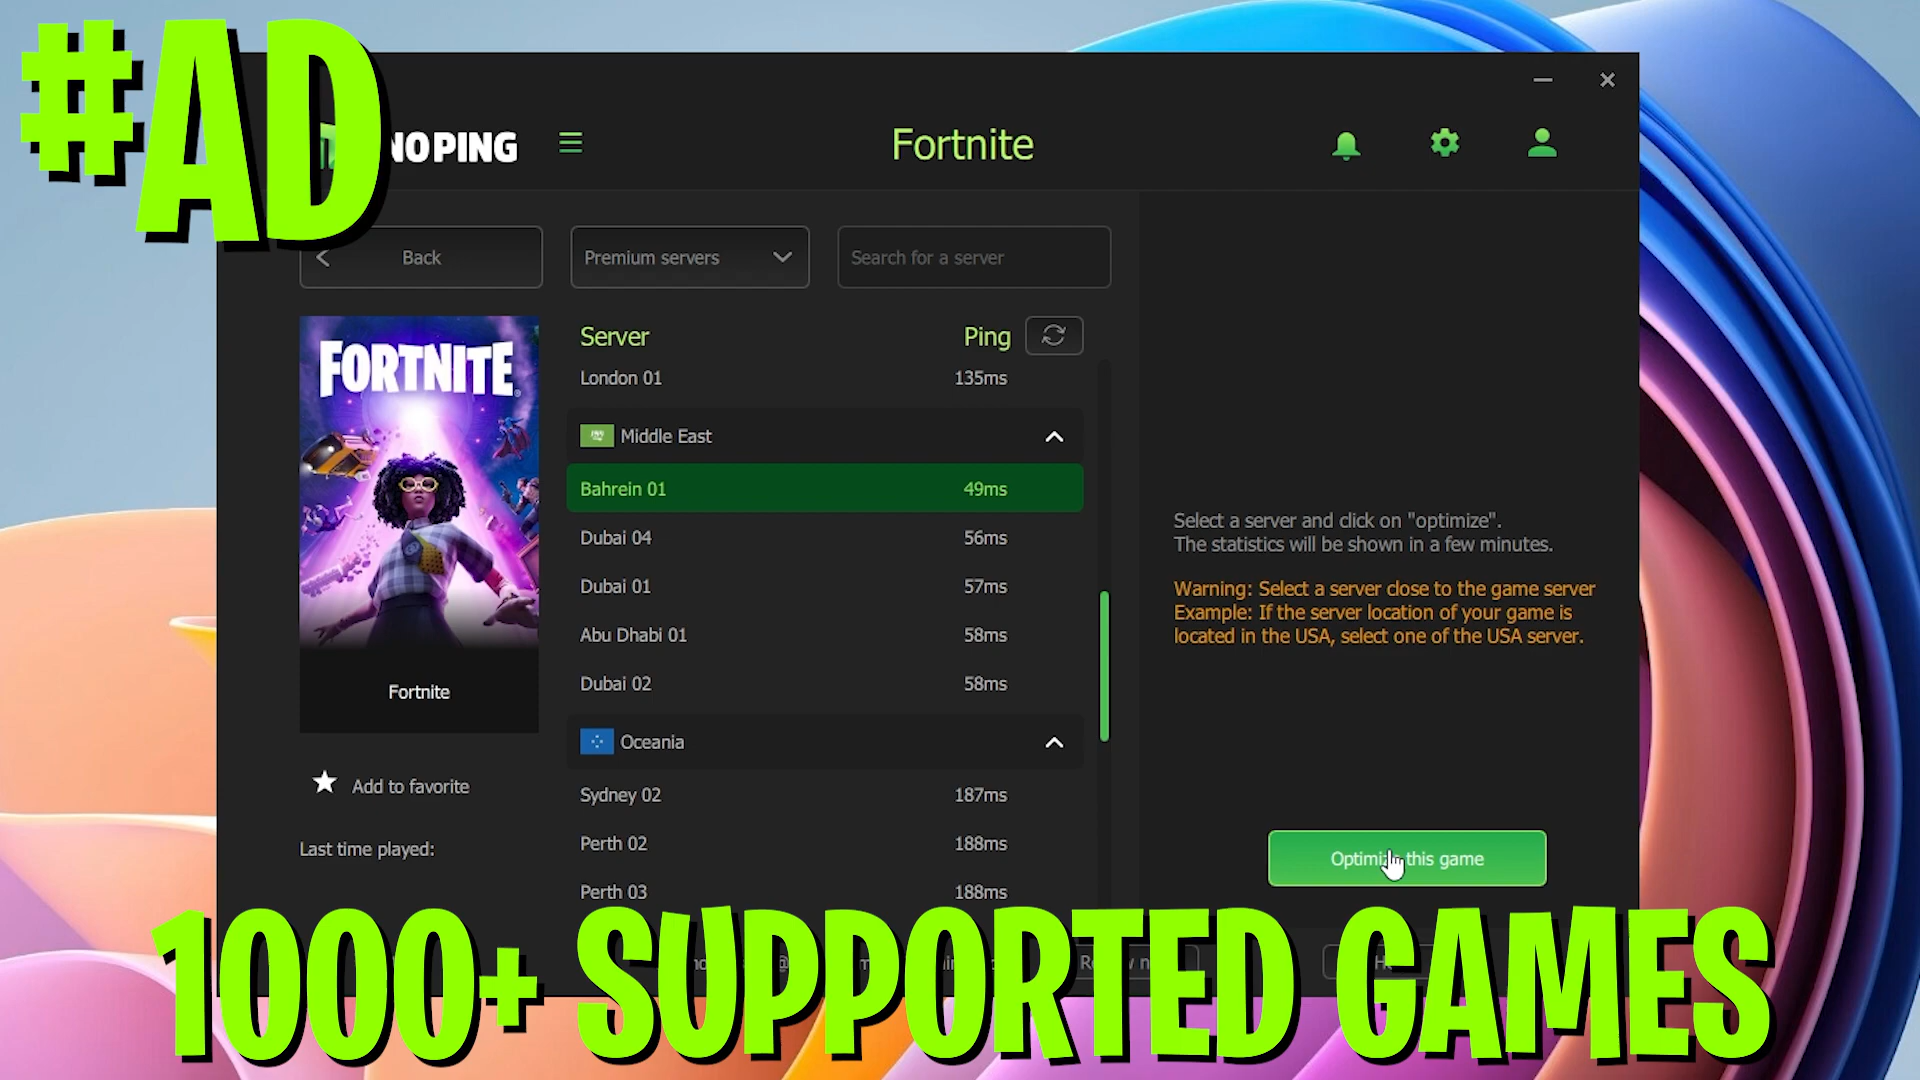 #AD
NOPING
Fortnite
Back
Premium servers
Search for a server
FORTNITE
Server Ping
London 01 135ms
Middle East
Bahrein 01 49ms
Dubai 04 56ms
Dubai 01 57ms
Abu Dhabi 01 58ms
Dubai 02 58ms
Oceania
Sydney 02 187ms
Perth 02 188ms
Perth 03 188ms
Fortnite
Add to favorite
Last time played:
Select a server and click on "optimize".
The statistics will be shown in a few minutes.
Warning: Select a server close to the game server
Example: If the server location of your game is
located in the USA, select one of the USA server.
Optimize this game
1000+ SUPPORTED GAMES